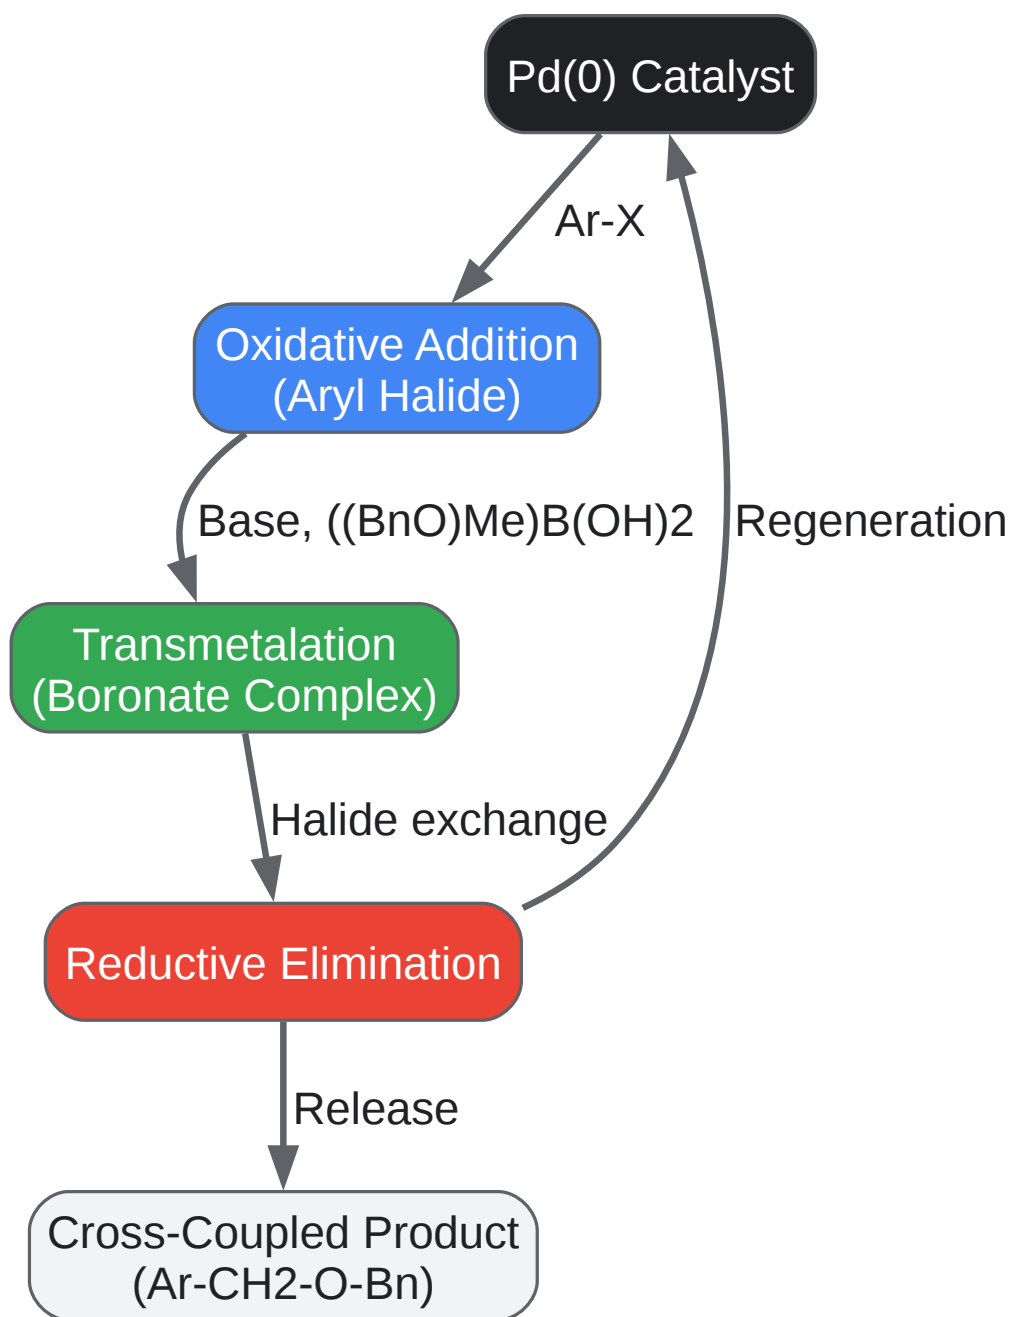 Pd(0) Catalyst
Ar-X
Oxidative Addition
(Aryl Halide)
Base, ((BnO)Me)B(OH)2
Regeneration
Transmetalation
(Boronate Complex)
Halide exchange
Reductive Elimination
Release
Cross-Coupled Product
(Ar-CH2-O-Bn)